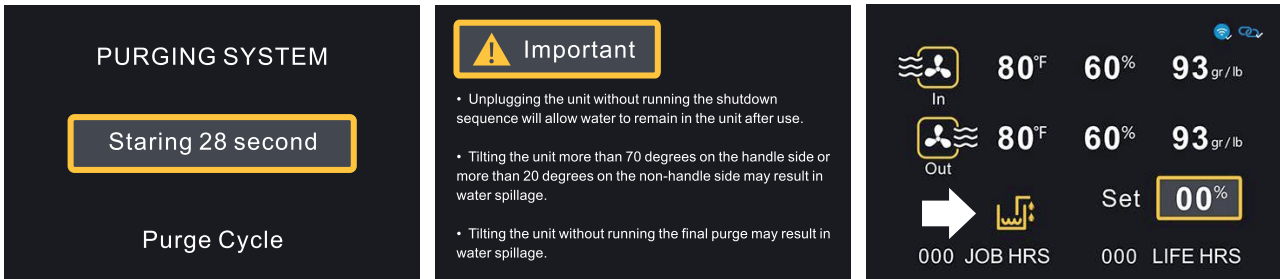 PURGING SYSTEM
Staring 28 second
Purge Cycle
Important
• Unplugging the unit without running the shutdown
sequence will allow water to remain in the unit after use.
• Tilting the unit more than 70 degrees on the handle side or
more than 20 degrees on the non-handle side may result in
water spillage.
• Tilting the unit without running the final purge may result in
water spillage.
80°F 60% 93 gr/lb
In
80°F 60% 93 gr/lb
Out
Set 00%
000 JOB HRS 000 LIFE HRS